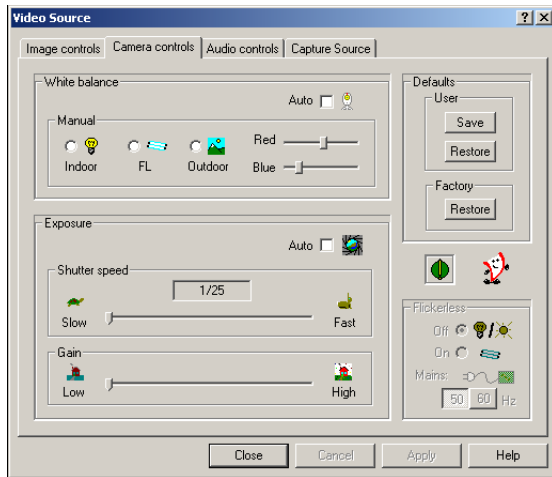 Video Source
Image controls Camera controls Audio controls Capture Source
White balance
Auto
Manual
Indoor FL Outdoor
Red
Blue
Exposure
Auto
Shutter speed
1/25
Slow Fast
Gain
Low High
Defaults
User
Save
Restore
Factory
Restore
Flickerless
Off
On
Mains:
50 60 Hz
Close Cancel Apply Help